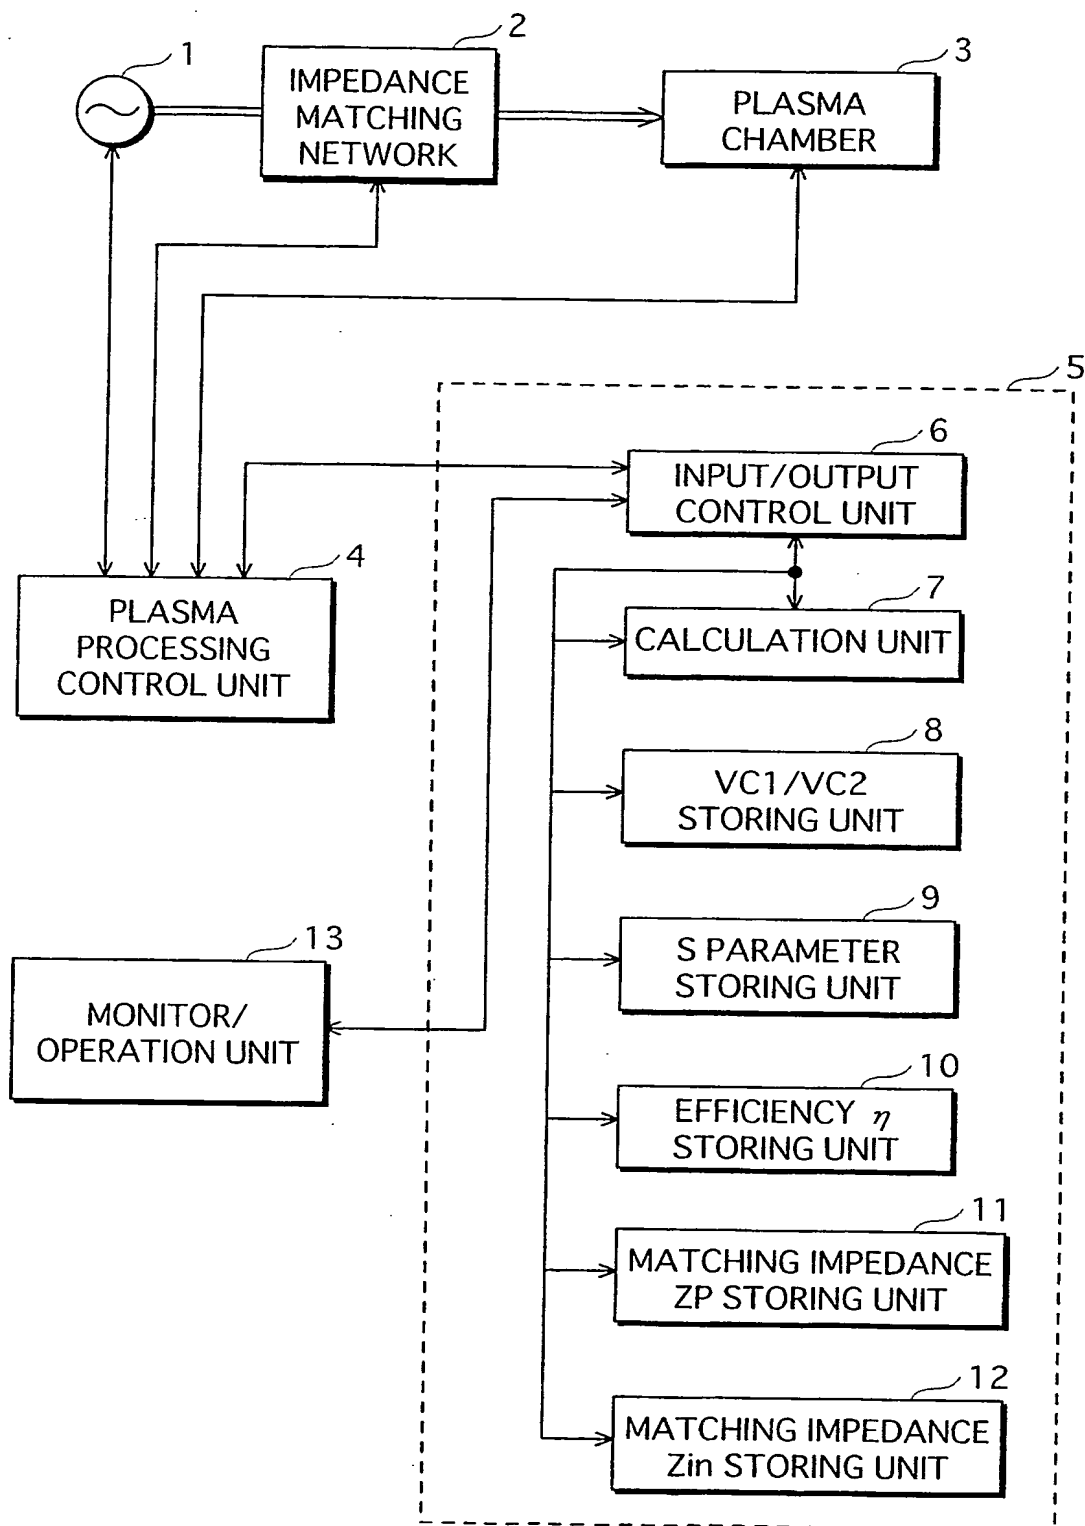 1
2
IMPEDANCE
MATCHING
NETWORK
3
PLASMA
CHAMBER
5
6
INPUT/OUTPUT
CONTROL UNIT
4
PLASMA
PROCESSING
CONTROL UNIT
7
CALCULATION UNIT
8
VC1/VC2
STORING UNIT
9
S PARAMETER
STORING UNIT
13
MONITOR/
OPERATION UNIT
10
EFFICIENCY η
STORING UNIT
11
MATCHING IMPEDANCE
ZP STORING UNIT
12
MATCHING IMPEDANCE
Zin STORING UNIT